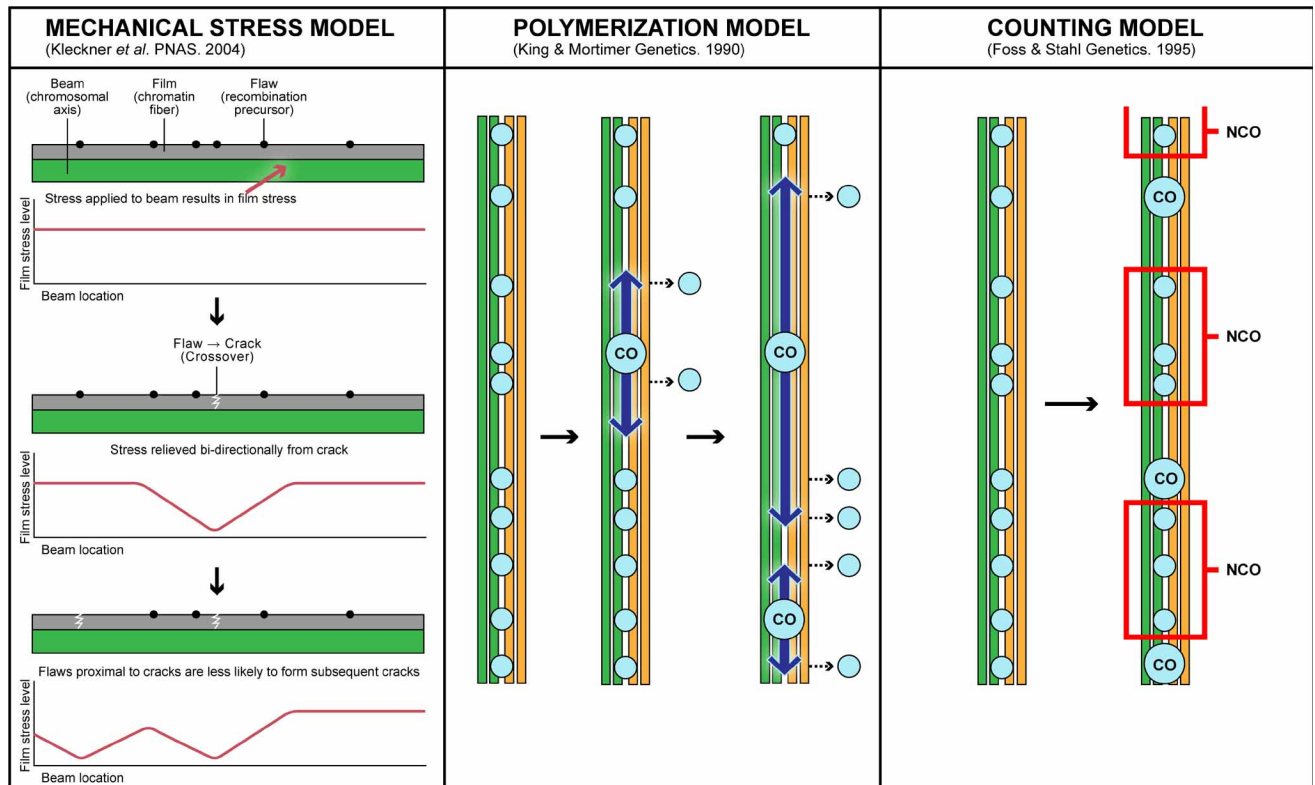 MECHANICAL STRESS MODEL
(Kleckner et al. PNAS. 2004)
Beam
(chromosomal
axis)
Film
(chromatin
fiber)
Flaw
(recombination
precursor)
Stress applied to beam results in film stress
Film stress level
Beam location
Flaw → Crack
(Crossover)
Stress relieved bi-directionally from crack
Film stress level
Beam location
Flaws proximal to cracks are less likely to form subsequent cracks
Film stress level
Beam location
POLYMERIZATION MODEL
(King & Mortimer Genetics. 1990)
CO
CO
CO
COUNTING MODEL
(Foss & Stahl Genetics. 1995)
NCO
CO
NCO
CO
NCO
CO